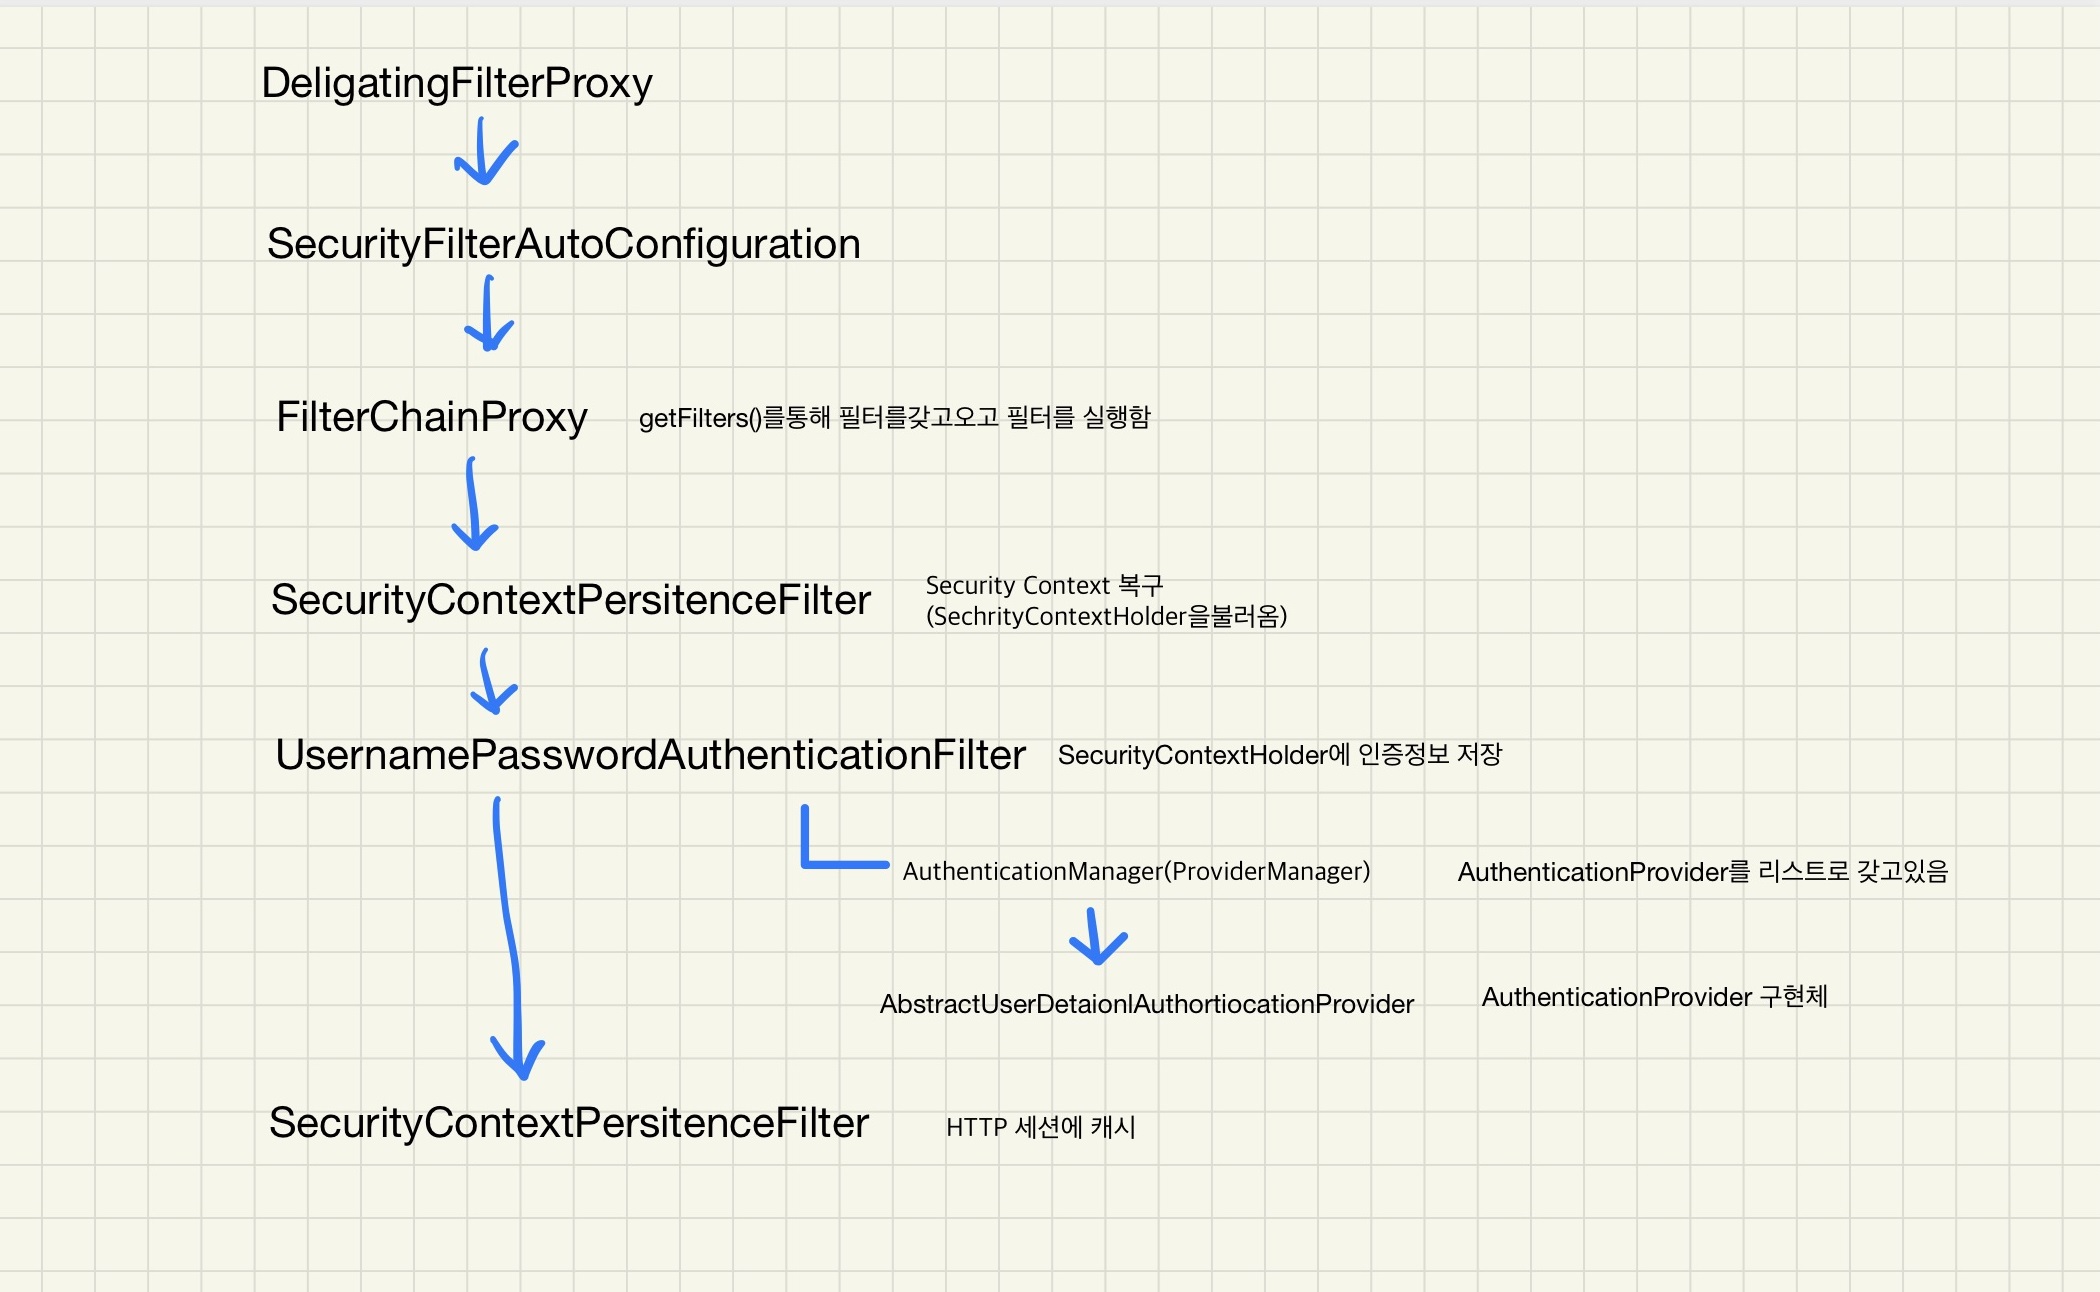 DeligatingFilterProxy
SecurityFilterAutoConfiguration
FilterChainProxy getFilters()를통해 필터를갖고오고 필터를 실행함
SecurityContextPersitenceFilter
Security Context 복구
(SechrityContextHolder을불러옴)
UsernamePasswordAuthenticationFilter SecurityContextHolder에 인증정보 저장
AuthenticationManager(ProviderManager) AuthenticationProvider를 리스트로 갖고있음
AbstractUserDetaionlAuthortiocationProvider AuthenticationProvider 구현체
SecurityContextPersitenceFilter HTTP 세션에 캐시